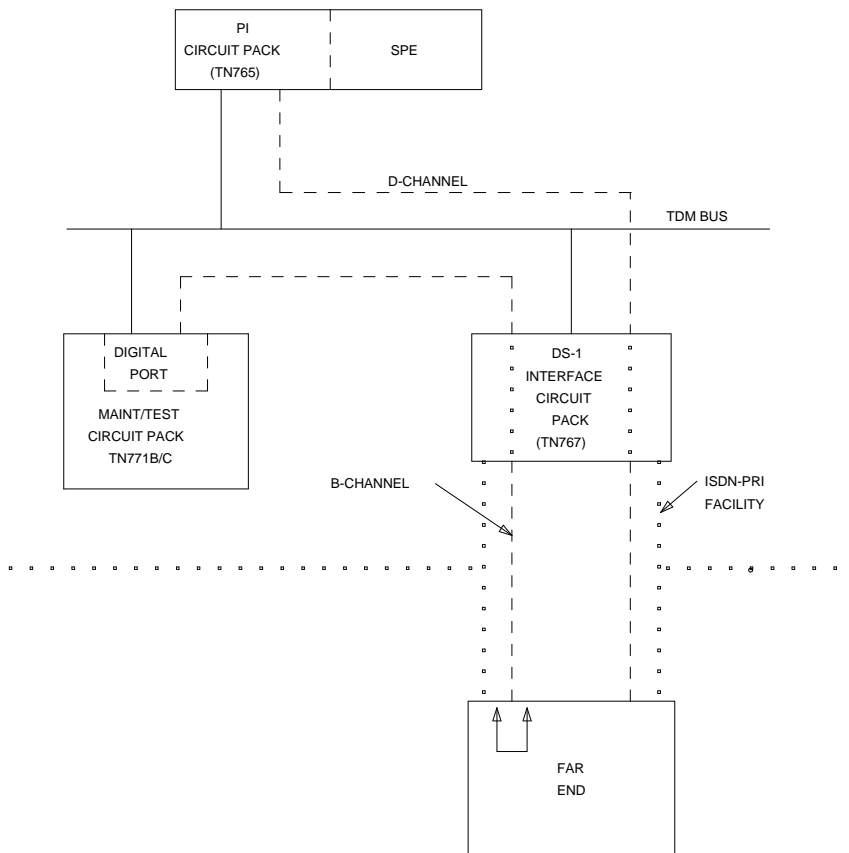 PI
CIRCUIT PACK
(TN765)
SPE
D-CHANNEL
TDM BUS
DIGITAL
PORT
MAINT/TEST
CIRCUIT PACK
TN771B/C
DS-1
INTERFACE
CIRCUIT
PACK
(TN767)
B-CHANNEL
ISDN-PRI
FACILITY
FAR
END